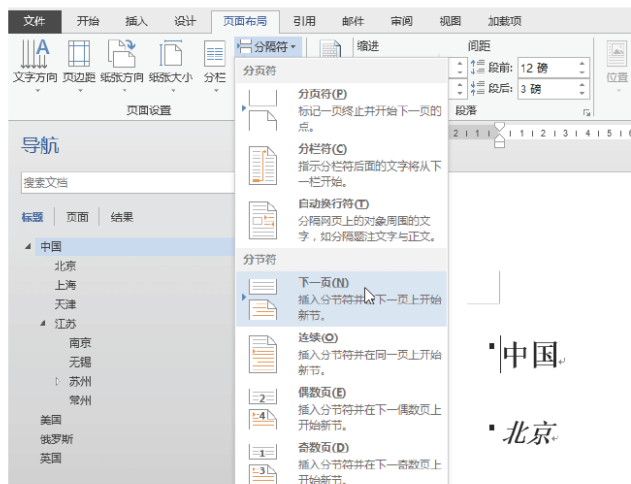 文件 开始 插入 设计 页面布局 引用 邮件 审阅 视图 加载项
分隔符 缩进 间距
文字方向 页边距 纸张方向 纸张大小 分栏 段前: 12 磅 位置
段后: 3 磅
页面设置 段落
分页符
分页符(P)
标记一页终止并开始下一页的
点。
分栏符(C)
指示分栏符后面的文字将从下
一栏开始。
自动换行符(T)
分隔网页上的对象周围的文
字，如分隔题注文字与正文。
分节符
下一页(N)
插入分节符并在下一页上开始
新节。
连续(O)
插入分节符并在同一页上开始
新节。
偶数页(E)
插入分节符并在下一偶数页上
开始新节。
奇数页(D)
插入分节符并在下一奇数页上
开始新节。
导航
搜索文档
标题 页面 结果
中国
北京
上海
天津
江苏
南京
无锡
苏州
常州
美国
俄罗斯
英国
2 1 1 1 2 3 4 5 6
中国
北京